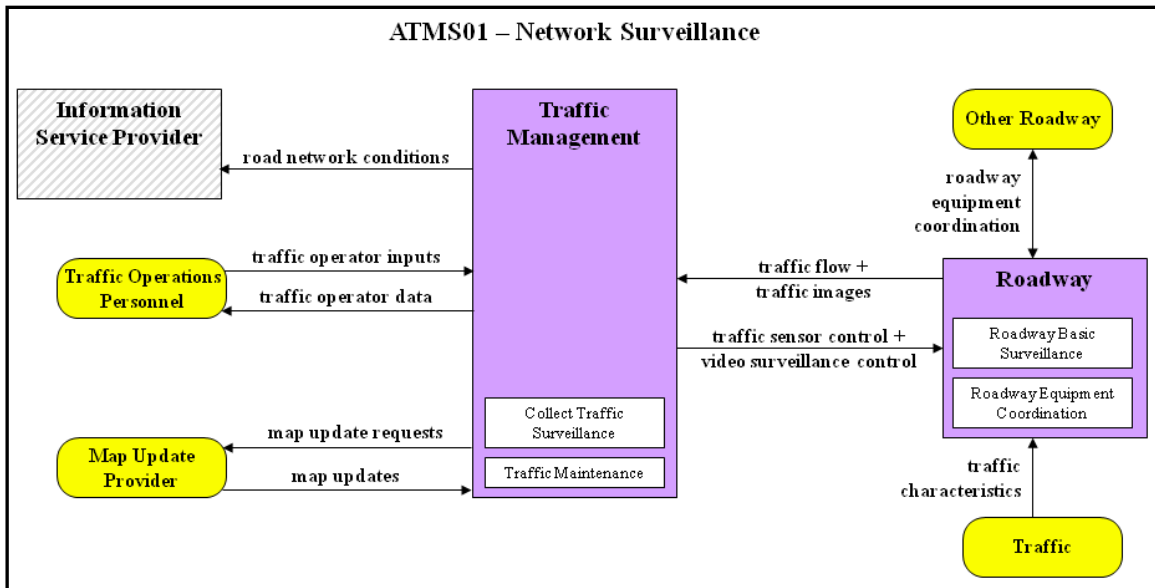 ATMS01 – Network Surveillance
Information
Service Provider
road network conditions
Traffic Operations
Personnel
traffic operator inputs
traffic operator data
Map Update
Provider
map update requests
map updates
Traffic
Management
Collect Traffic
Surveillance
Traffic Maintenance
traffic flow +
traffic images
traffic sensor control +
video surveillance control
Other Roadway
roadway
equipment
coordination
Roadway
Roadway Basic
Surveillance
Roadway Equipment
Coordination
traffic
characteristics
Traffic